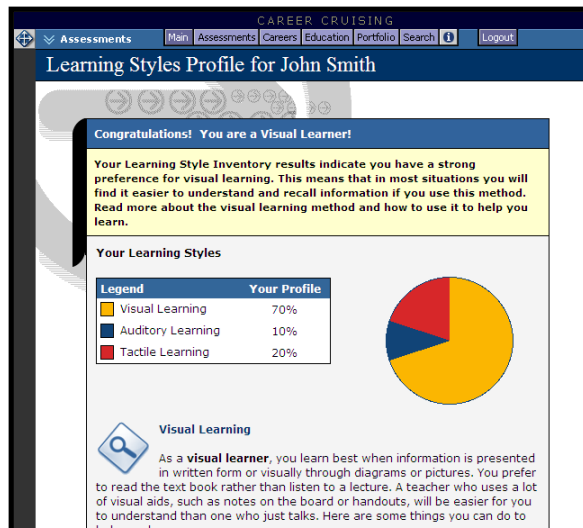 CAREER CRUISING
Assessments Main Assessments Careers Education Portfolio Search i Logout
Learning Styles Profile for John Smith
Congratulations! You are a Visual Learner!
Your Learning Style Inventory results indicate you have a strong
preference for visual learning. This means that in most situations you will
find it easier to understand and recall information if you use this method.
Read more about the visual learning method and how to use it to help you
learn.
Your Learning Styles
Legend Your Profile
Visual Learning 70%
Auditory Learning 10%
Tactile Learning 20%
Visual Learning
As a visual learner, you learn best when information is presented
in written form or visually through diagrams or pictures. You prefer
to read the text book rather than listen to a lecture. A teacher who uses a lot
of visual aids, such as notes on the board or handouts, will be easier for you
to understand than one who just talks. Here are some things you can do to